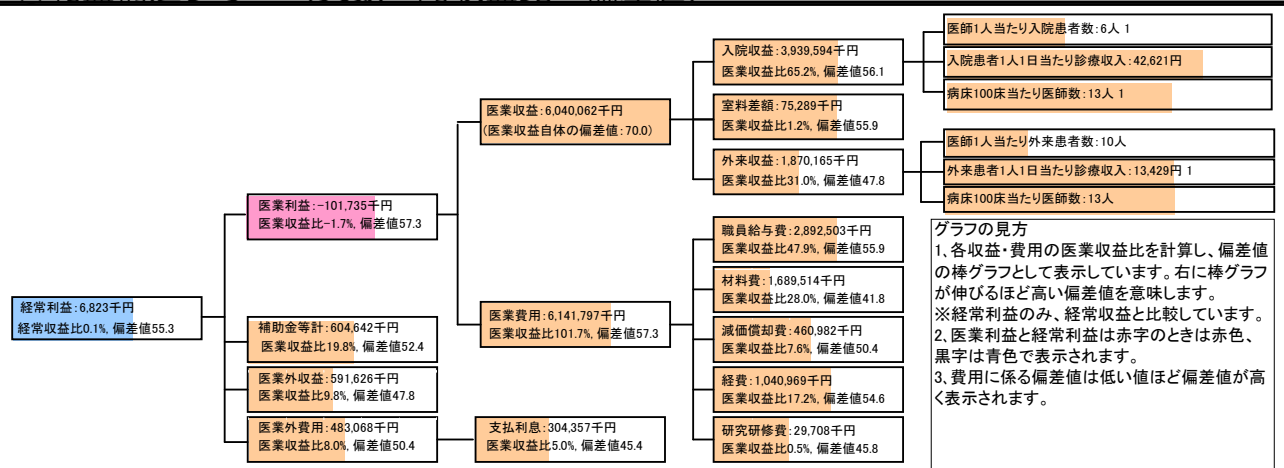 経常利益:6,823千円
経常収支比0.1%, 偏差値55.3
医業利益:-101,735千円
医業収益比-1.7%, 偏差値57.3
補助金等計:604,642千円
医業収益比19.8%, 偏差値52.4
医業外収益:591,626千円
医業収益比9.8%, 偏差値47.8
医業外費用:483,068千円
医業収益比8.0%, 偏差値50.4
医業収益:6,040,062千円
(医業収益自体の偏差値:70.0)
医業費用:6,141,797千円
医業収益比101.7%, 偏差値57.3
支払利息:304,357千円
医業収益比5.0%, 偏差値45.4
入院収益:3,939,594千円
医業収益比65.2%, 偏差値56.1
室料差額:75,289千円
医業収益比1.2%, 偏差値55.9
外来収益:1,870,165千円
医業収益比31.0%, 偏差値47.8
職員給与費:2,892,503千円
医業収益比47.9%, 偏差値55.9
材料費:1,689,514千円
医業収益比28.0%, 偏差値41.8
減価償却費:460,982千円
医業収益比7.6%, 偏差値50.4
経費:1,040,969千円
医業収益比17.2%, 偏差値54.6
研究研修費:29,708千円
医業収益比0.5%, 偏差値45.8
医師1人当たり入院患者数:6人 1
入院患者1人1日当たり診療収入:42,621円
病床100床当たり医師数:13人 1
医師1人当たり外来患者数:10人
外来患者1人1日当たり診療収入:13,429円 1
病床100床当たり医師数:13人
グラフの見方
1、各収益・費用の医業収益比を計算し、偏差値
の棒グラフとして表示しています。右に棒グラフ
が伸びるほど高い偏差値を意味します。
※経常利益のみ、経常収益と比較しています。
2、医業利益と経常利益は赤字のときは赤色、
黒字は青色で表示されます。
3、費用に係る偏差値は低い値ほど偏差値が高
く表示されます。